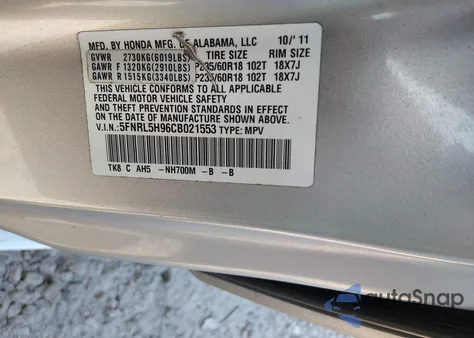 MFD. BY HONDA MFG. OF ALABAMA, LLC 10/'11
GVWR 2730KG(6019LBS) TIRE SIZE RIM SIZE
GAWR F 1320KG(2910LBS) P235/60R18 102T 18X7J
GAWR R 1515KG(3340LBS) P235/60R18 102T 18X7J
THIS VEHICLE CONFORMS TO ALL APPLICABLE
FEDERAL MOTOR VEHICLE SAFETY
AND THEFT PREVENTION STANDARDS IN EFFECT ON
THE DATE OF MANUFACTURE SHOWN ABOVE.
V.I.N.:5FNRL5H96CB021553 TYPE: MPV
TK8 C AH5 -NH700M -B -B
autoSnap